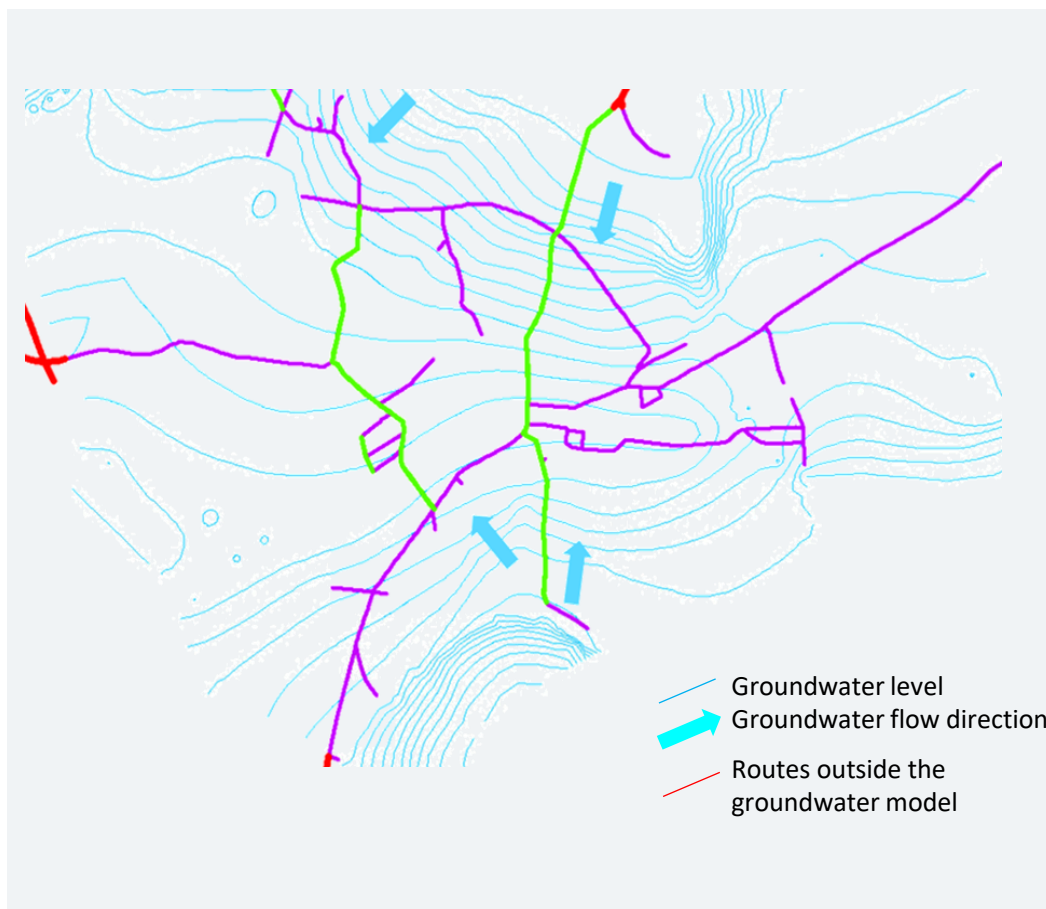 Groundwater level
Groundwater flow direction
Routes outside the
groundwater model